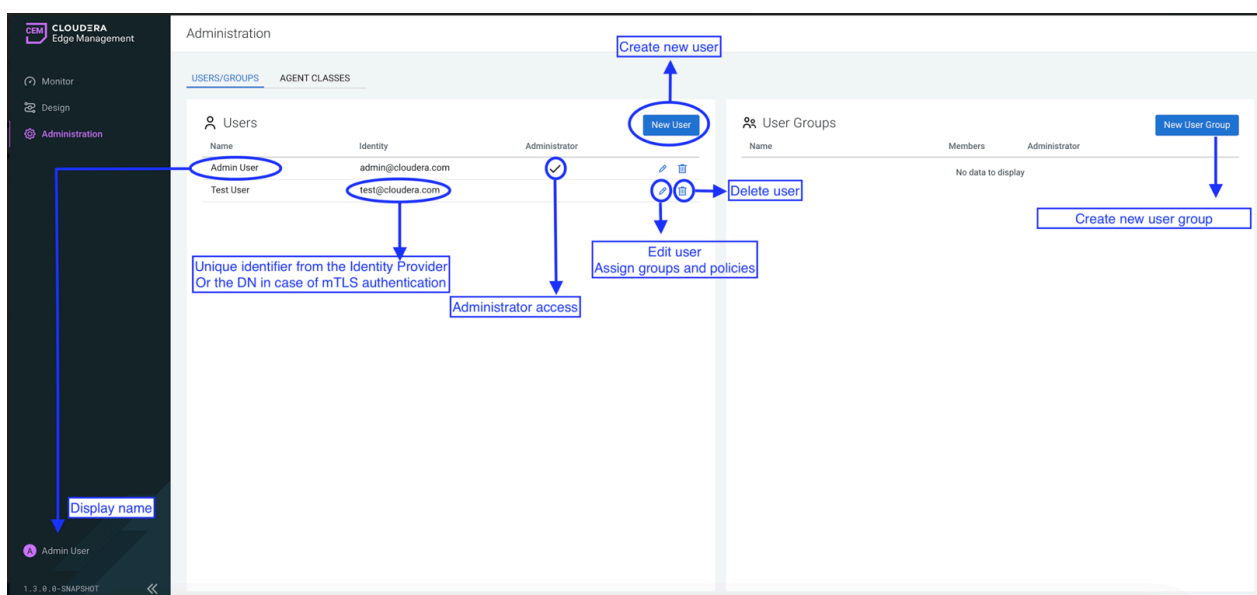 CEM CLOUDERA
Edge Management
Monitor
Design
Administration
Display name
A Admin User
1.3.0.0-SNAPSHOT
Administration
Create new user
USERS/GROUPS AGENT CLASSES
Users New User
Name Identity Administrator
Admin User admin@cloudera.com
Test User test@cloudera.com
Delete user
Edit user
Assign groups and policies
Unique identifier from the Identity Provider
Or the DN in case of mTLS authentication
Administrator access
User Groups New User Group
Name Members Administrator
No data to display
Create new user group